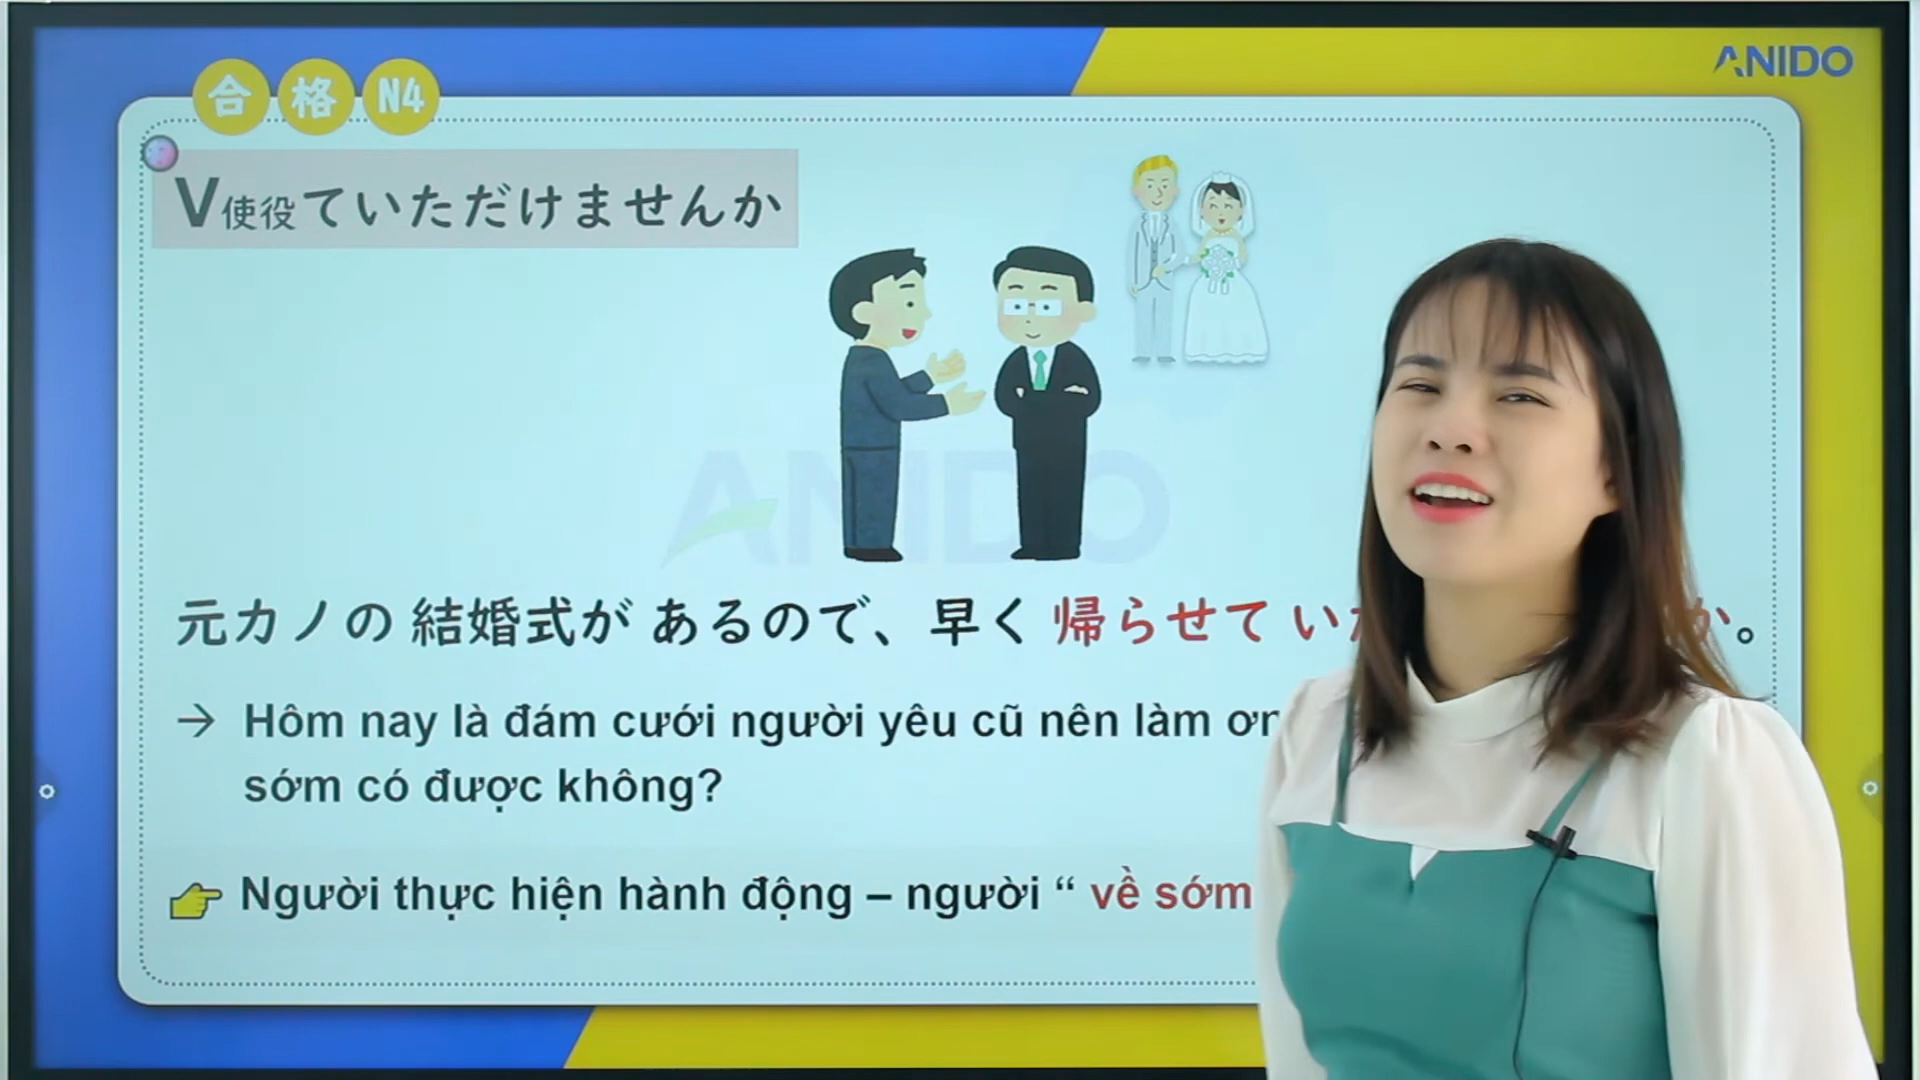 ANIDO
合格N4
V使役ていただけませんか
ANIDO
元カノの 結婚式が あるので、早く 帰らせて い か。
→ Hôm nay là đám cưới người yêu cũ nên làm ơn
sớm có được không?
Người thực hiện hành động – người “ về sớm